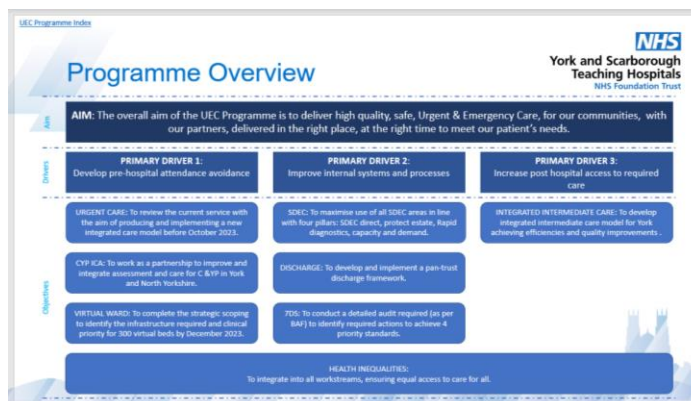 UEC Programme Index
NHS
York and Scarborough
Teaching Hospitals
NHS Foundation Trust
Programme Overview
Aim
AIM: The overall aim of the UEC Programme is to deliver high quality, safe, Urgent & Emergency Care, for our communities, with
our partners, delivered in the right place, at the right time to meet our patient's needs.
Drivers
PRIMARY DRIVER 1:
Develop pre-hospital attendance avoidance
PRIMARY DRIVER 2:
Improve internal systems and processes
PRIMARY DRIVER 3:
Increase post hospital access to required
care
Objectives
URGENT CARE: To review the current service with
the aim of producing and implementing a new
integrated care model before October 2023.
CYP ICA: To work as a partnership to improve and
integrate assessment and care for C &YP in York
and North Yorkshire.
VIRTUAL WARD: To complete the strategic scoping
to identify the infrastructure required and clinical
priority for 300 virtual beds by December 2023.
SDEC: To maximise use of all SDEC areas in line
with four pillars: SDEC direct, protect estate, Rapid
diagnostics, capacity and demand.
DISCHARGE: To develop and implement a pan-trust
discharge framework.
7DS: To conduct a detailed audit required (as per
BAF) to identify required actions to achieve 4
priority standards.
INTEGRATED INTERMEDIATE CARE: To develop
integrated intermediate care model for York
achieving efficiencies and quality improvements .
HEALTH INEQUALITIES:
To integrate into all workstreams, ensuring equal access to care for all.